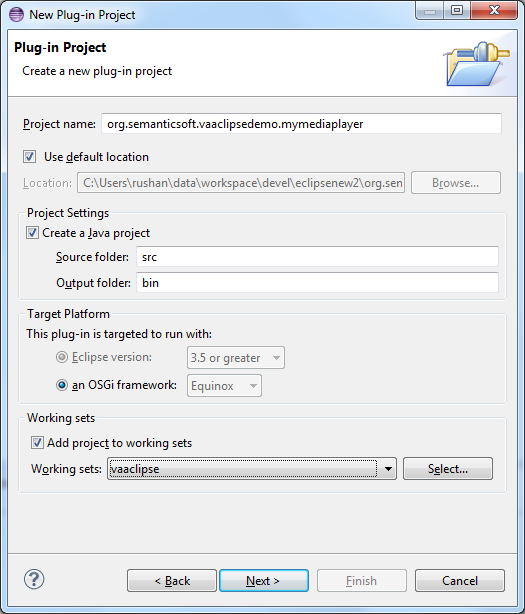 New Plug-in Project
Plug-in Project
Create a new plug-in project
Project name: org.semanticsoft.vaaclipsedemo.mymediaplayer
Use default location
Location: C:\Users\rushan\data\workspace\devel\eclipsenew2\org.sen Browse...
Project Settings
Create a Java project
Source folder: src
Output folder: bin
Target Platform
This plug-in is targeted to run with:
Eclipse version: 3.5 or greater
an OSGi framework: Equinox
Working sets
Add project to working sets
Working sets: vaaclipse Select...
? < Back Next > Finish Cancel